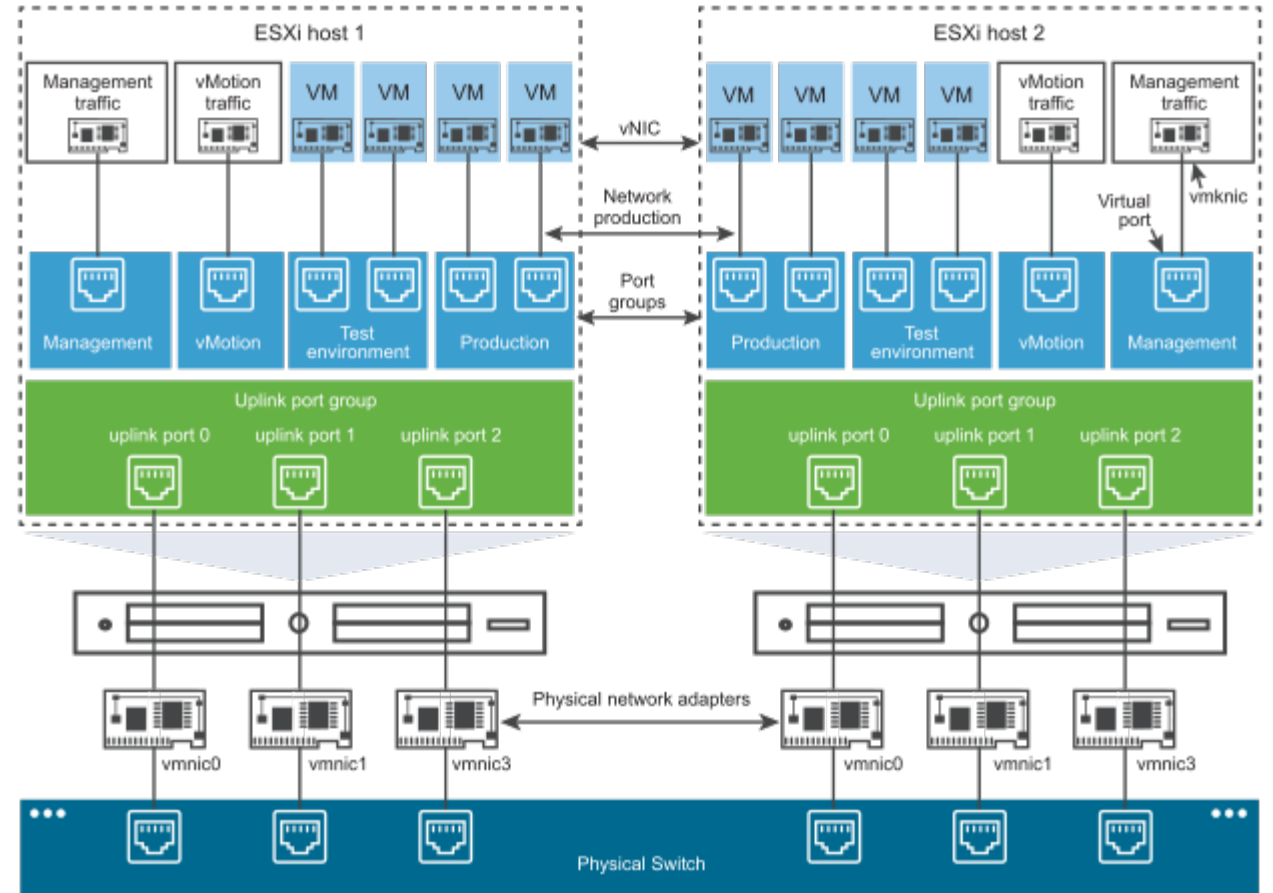 ESXi host 1
ESXi host 2
Management
traffic
vMotion
traffic
VM
VM
VM
VM
vNIC
VM
VM
VM
VM
vMotion
traffic
Management
traffic
Network
production
Virtual
port
vmknic
Management
vMotion
Test
environment
Production
Port
groups
Production
Test
environment
vMotion
Management
Uplink port group
uplink port 0
uplink port 1
uplink port 2
Uplink port group
uplink port 0
uplink port 1
uplink port 2
Physical network adapters
vmnic0
vmnic1
vmnic3
vmnic0
vmnic1
vmnic3
Physical Switch